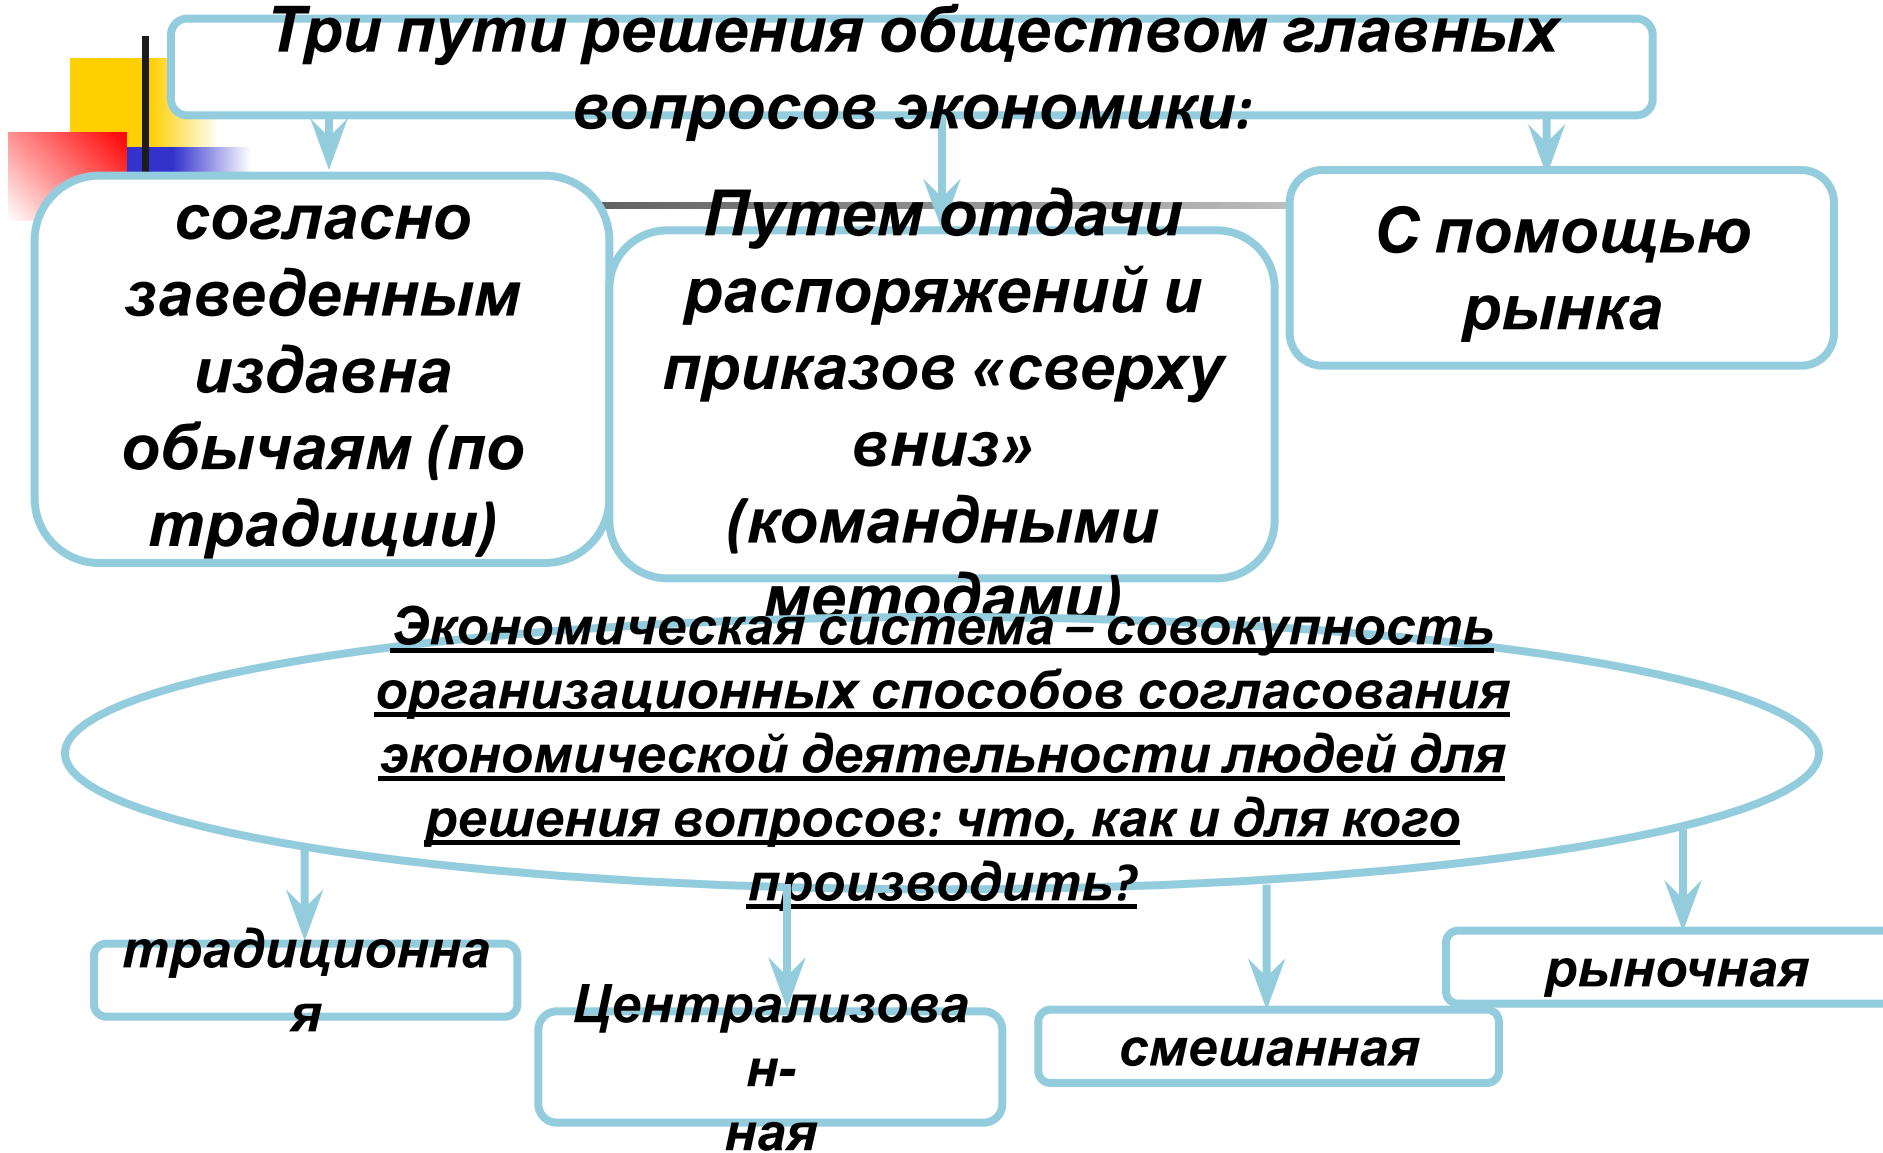 Три пути решения обществом главных
вопросов экономики:
согласно
заведенным
издавна
обычаям (по
традиции)
Путем отдачи
распоряжений и
приказов «сверху
вниз»
(командными
методами)
С помощью
рынка
Экономическая система – совокупность
организационных способов согласования
экономической деятельности людей для
решения вопросов: что, как и для кого
производить?
традиционна
я
Централизова
н-
ная
смешанная
рыночная